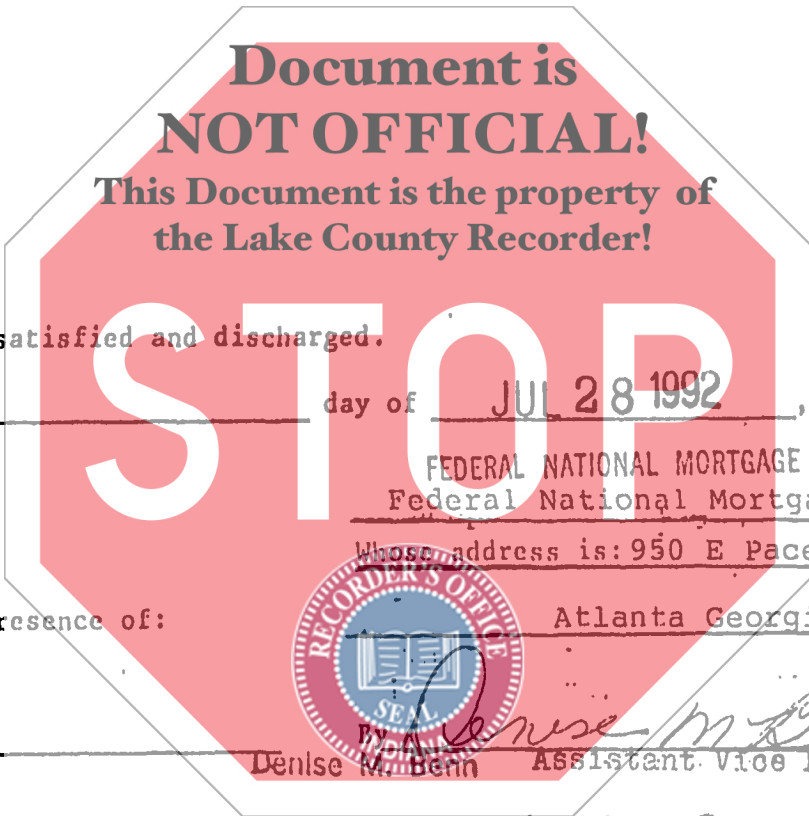 Document is
NOT OFFICIAL!
This Document is the property of
the Lake County Recorder!
satisfied and discharged.
STOP
day of JUL 28 1992,
FEDERAL NATIONAL MORTGAGE
Federal National Mortga
Whose address is: 950 E Pace
resence of:
Atlanta Georgi
RECORDER'S OFFICE
SEAL
INDIANA
BY Denise M
Denise M. Benn Assistant Vice